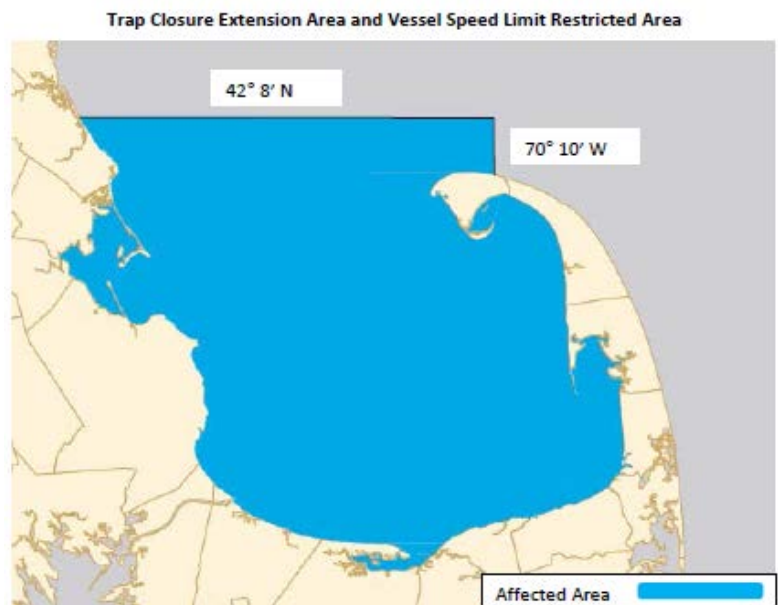 Trap Closure Extension Area and Vessel Speed Limit Restricted Area
42° 8' N
70° 10' W
Affected Area